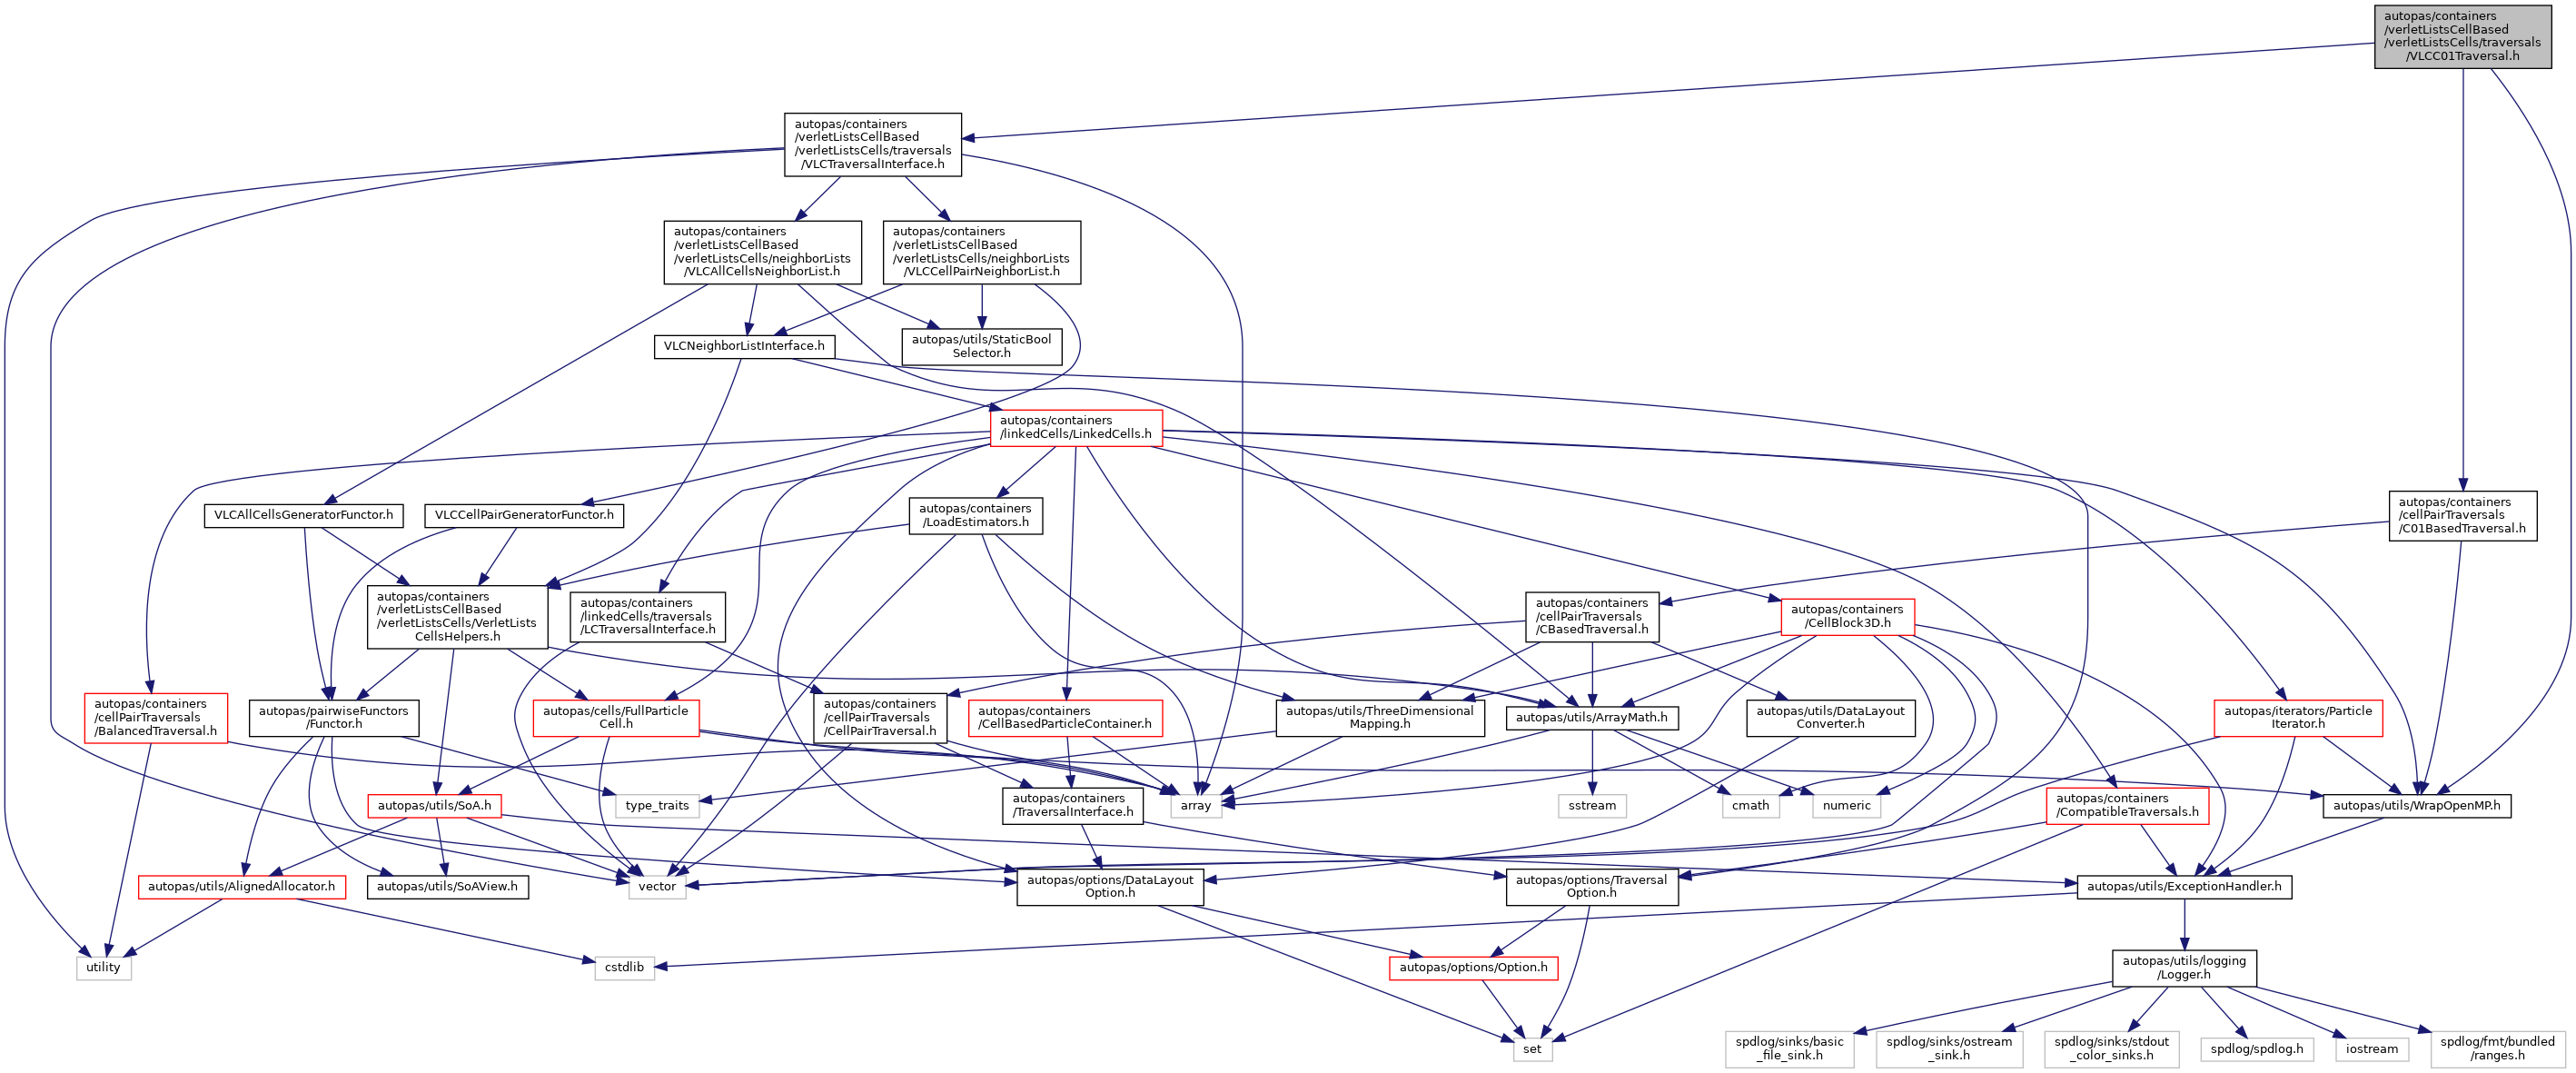 autopas/containers
/verletListsCellBased
/verletListsCells/traversals
/VLCC01Traversal.h
autopas/containers
/verletListsCellBased
/verletListsCells/traversals
/VLCTraversalInterface.h
autopas/containers
/verletListsCellBased
/verletListsCells/neighborLists
/VLCAllCellsNeighborList.h
autopas/containers
/verletListsCellBased
/verletListsCells/neighborLists
/VLCCellPairNeighborList.h
VLCNeighborListInterface.h
autopas/utils/StaticBool
Selector.h
autopas/containers
/linkedCells/LinkedCells.h
VLCAllCellsGeneratorFunctor.h
VLCCellPairGeneratorFunctor.h
autopas/containers
/LoadEstimators.h
autopas/containers
/cellPairTraversals
/C01BasedTraversal.h
autopas/containers
/verletListsCellBased
/verletListsCells/VerletLists
CellsHelpers.h
autopas/containers
/linkedCells/traversals
/LCTraversalInterface.h
autopas/containers
/cellPairTraversals
/CBasedTraversal.h
autopas/containers
/CellBlock3D.h
autopas/containers
/cellPairTraversals
/BalancedTraversal.h
autopas/pairwiseFunctors
/Functor.h
autopas/cells/FullParticle
Cell.h
autopas/containers
/cellPairTraversals
/CellPairTraversal.h
autopas/containers
/CellBasedParticleContainer.h
autopas/utils/ThreeDimensional
Mapping.h
autopas/utils/ArrayMath.h
autopas/utils/DataLayout
Converter.h
autopas/iterators/Particle
Iterator.h
autopas/utils/SoA.h
type_traits
autopas/containers
/TraversalInterface.h
array
sstream
cmath
numeric
autopas/containers
/CompatibleTraversals.h
autopas/utils/WrapOpenMP.h
autopas/utils/AlignedAllocator.h
autopas/utils/SoAView.h
vector
autopas/options/DataLayout
Option.h
autopas/options/Traversal
Option.h
autopas/utils/ExceptionHandler.h
utility
cstdlib
autopas/options/Option.h
autopas/utils/logging
/Logger.h
set
spdlog/sinks/basic
_file_sink.h
spdlog/sinks/ostream
_sink.h
spdlog/sinks/stdout
_color_sinks.h
spdlog/spdlog.h
iostream
spdlog/fmt/bundled
/ranges.h